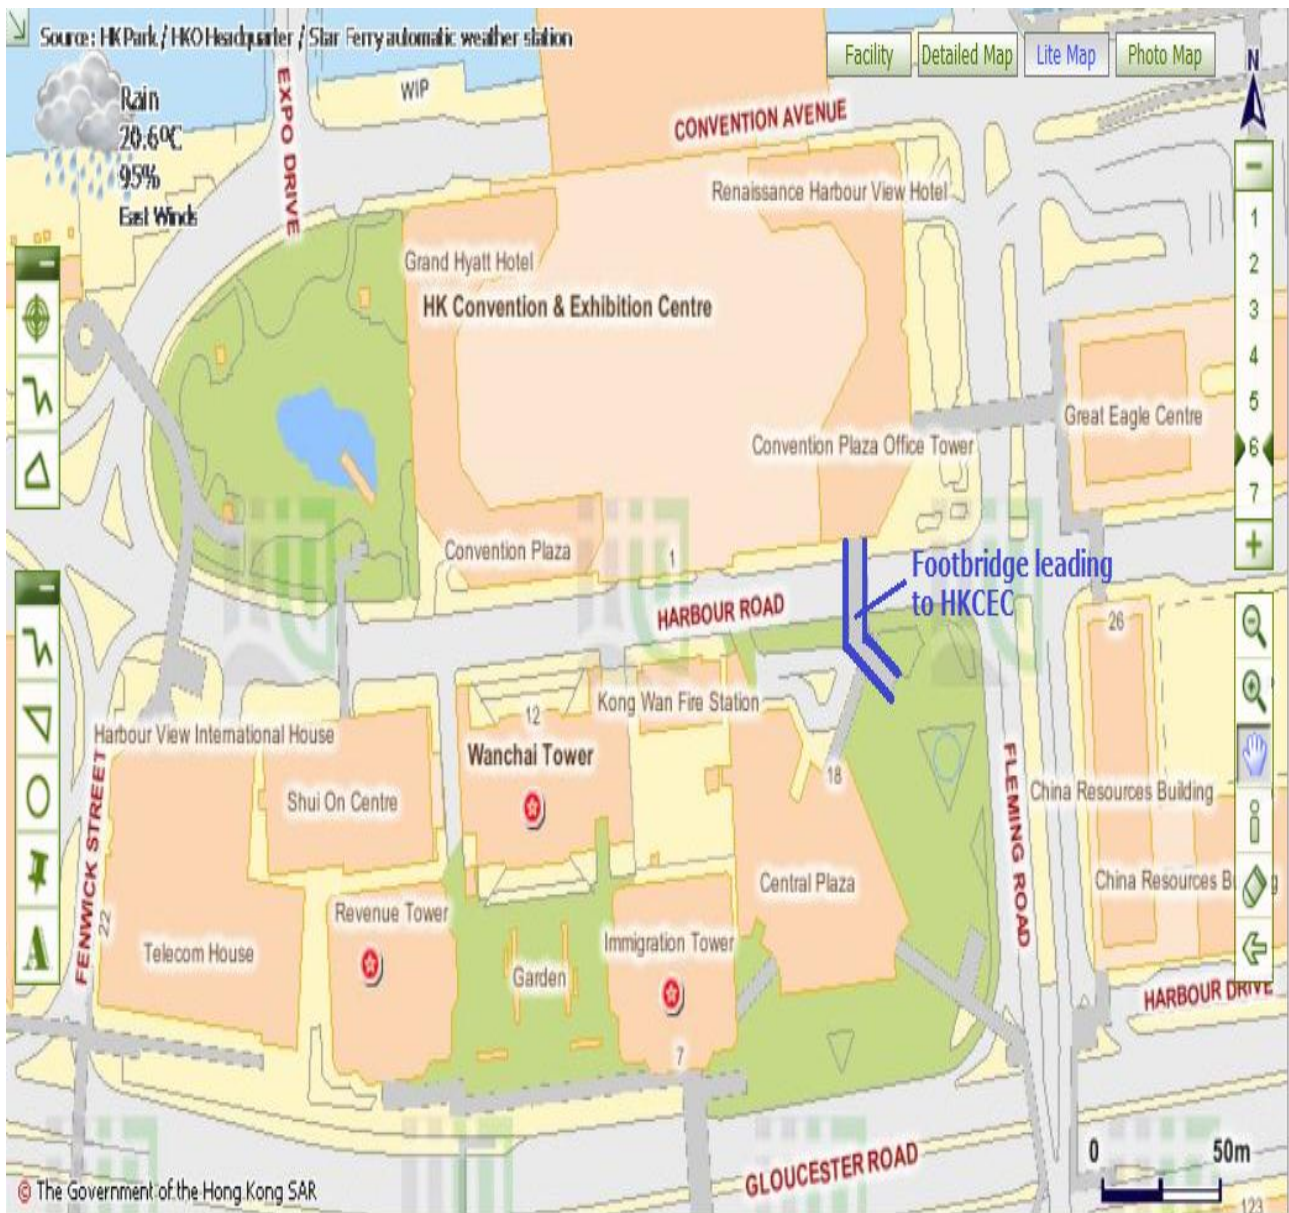 Source: HK Park / HKO Headquarter / Star Ferry automatic weather station
Facility
Detailed Map
Lite Map
Photo Map
N
Rain
20.6ºC
95%
East Winds
EXPO DRIVE
WIP
CONVENTION AVENUE
Renaissance Harbour View Hotel
Grand Hyatt Hotel
HK Convention & Exhibition Centre
1
2
3
4
5
6
7
Great Eagle Centre
Convention Plaza Office Tower
Convention Plaza
1
Footbridge leading
to HKCEC
HARBOUR ROAD
26
Kong Wan Fire Station
12
Harbour View International House
Wanchai Tower
18
Shui On Centre
FENWICK STREET
FLEMING ROAD
China Resources Building
Central Plaza
China Resources Bu
g
22
Revenue Tower
Immigration Tower
Telecom House
Garden
A
HARBOUR DRIVE
7
GLOUCESTER ROAD
0 50m
© The Government of the Hong Kong SAR
123